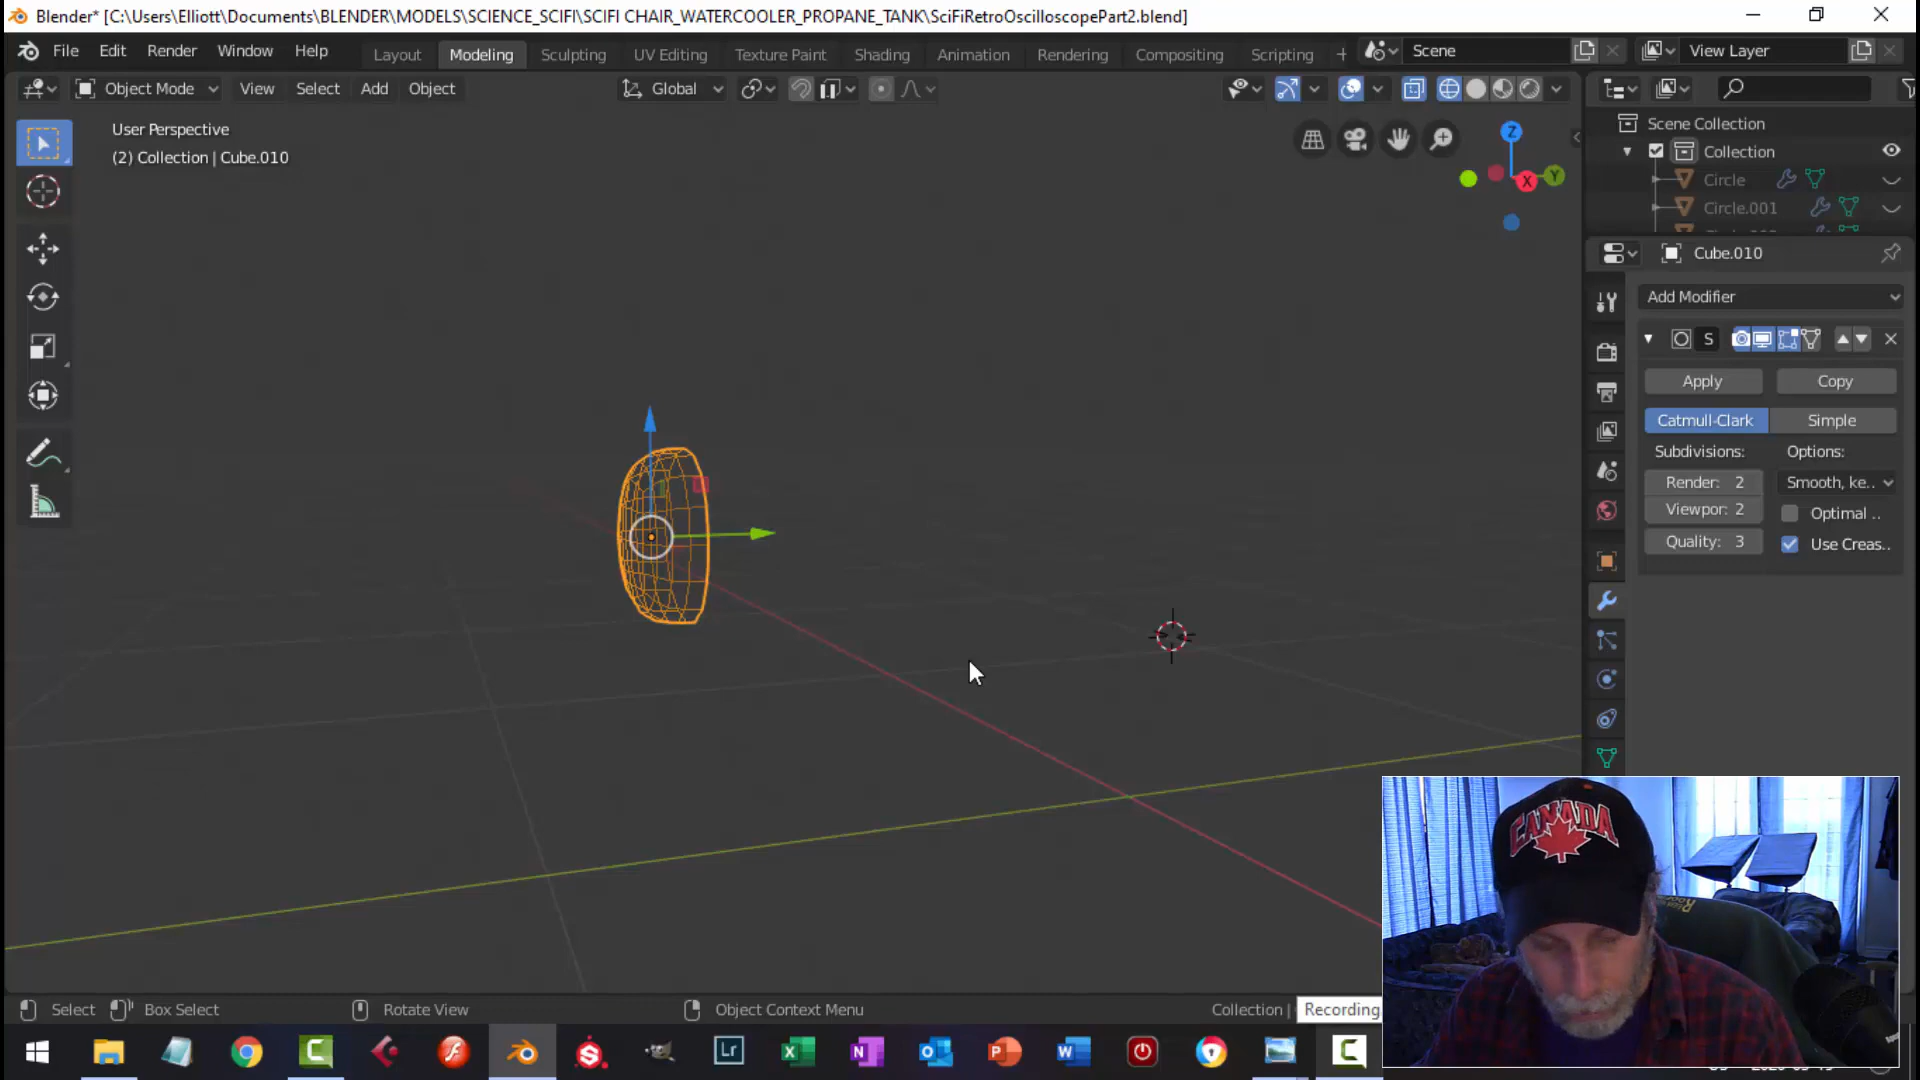 Blender* [C:\Users\Elliott\Documents\BLENDER\MODELS\SCIENCE_SCIFI\SCIFI CHAIR_WATERCOOLER_PROPANE_TANK\SciFiRetroOscilloscopePart2.blend]
File Edit Render Window Help Layout Modeling Sculpting UV Editing Texture Paint Shading Animation Rendering Compositing Scripting + Scene View Layer
Object Mode View Select Add Object Global
User Perspective
(2) Collection | Cube.010
Z
X
Y
Scene Collection
Collection
Circle
Circle.001
Cube.010
Add Modifier
S
Apply Copy
Catmull-Clark Simple
Subdivisions: Options:
Render: 2 Smooth, ke..
Viewpor: 2 Optimal ..
Quality: 3 Use Creas..
CANADA
Select Box Select Rotate View Object Context Menu Collection | Recording
Lr